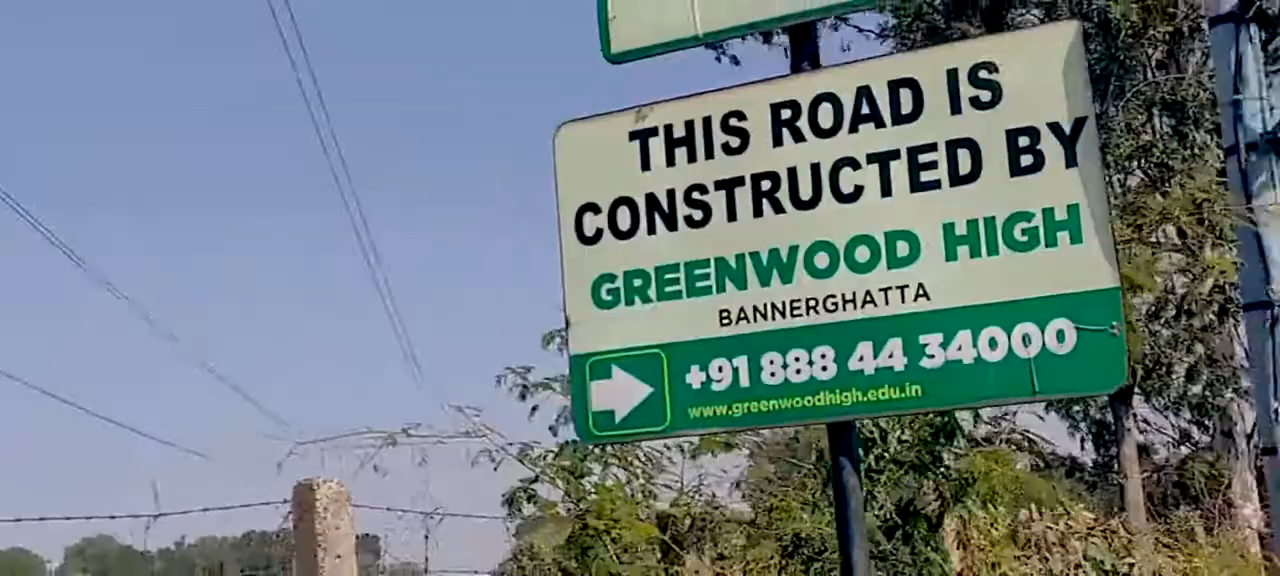 THIS ROAD IS
CONSTRUCTED BY
GREENWOOD HIGH
BANNERGHATTA
+91 888 44 34000
www.greenwoodhigh.edu.in